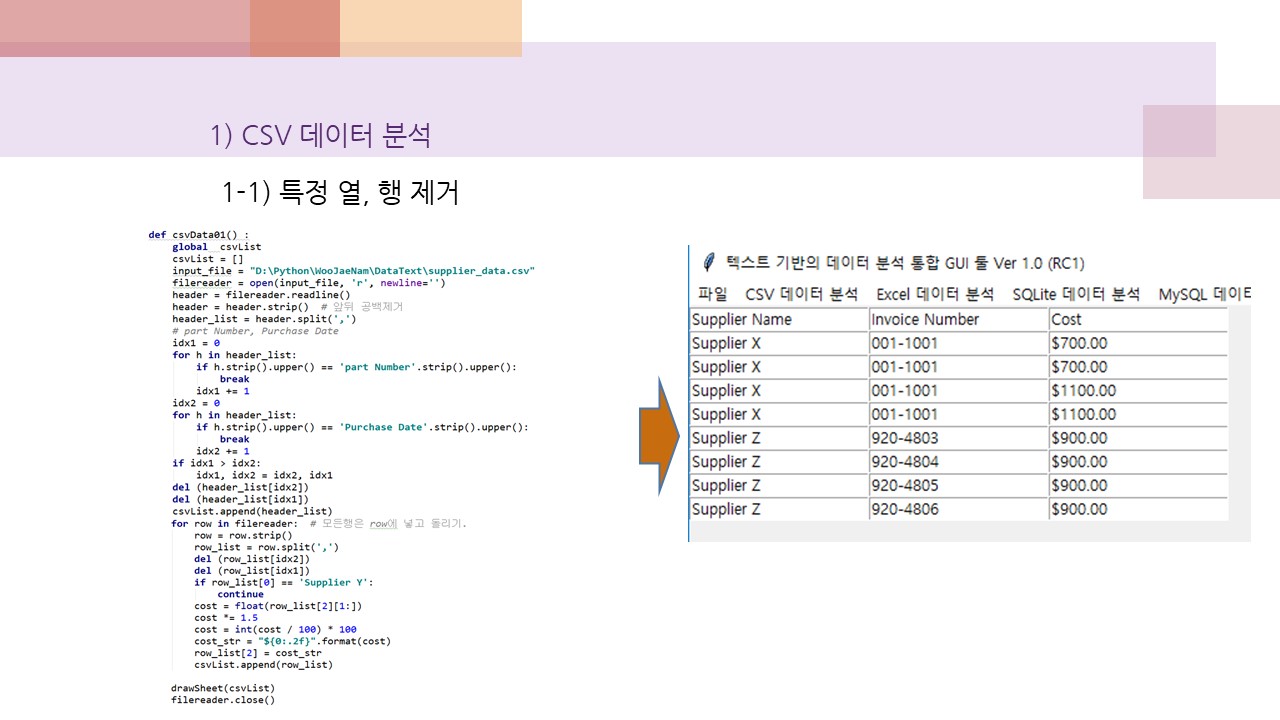 1) CSV 데이터 분석
1-1) 특정 열, 행 제거
def csvData01() :
    global  csvList
    csvList = []
    input_file = "D:\Python\WooJaeNam\DataText\supplier_data.csv"
    filereader = open(input_file, 'r', newline='')
    header = filereader.readline()
    header = header.strip()  # 앞뒤 공백제거
    header_list = header.split(',')
    # part Number, Purchase Date
    idx1 = 0
    for h in header_list:
        if h.strip().upper() == 'part Number'.strip().upper():
            break
        idx1 += 1
    idx2 = 0
    for h in header_list:
        if h.strip().upper() == 'Purchase Date'.strip().upper():
            break
        idx2 += 1
    if idx1 > idx2:
        idx1, idx2 = idx2, idx1
    del (header_list[idx2])
    del (header_list[idx1])
    csvList.append(header_list)
    for row in filereader:  # 모든행은 row에 넣고 돌리기.
        row = row.strip()
        row_list = row.split(',')
        del (row_list[idx2])
        del (row_list[idx1])
        if row_list[0] == 'Supplier Y':
            continue
        cost = float(row_list[2][1:])
        cost *= 1.5
        cost = int(cost / 100) * 100
        cost_str = "${0:.2f}".format(cost)
        row_list[2] = cost_str
        csvList.append(row_list)
    drawSheet(csvList)
    filereader.close()
텍스트 기반의 데이터 분석 통합 GUI 툴 Ver 1.0 (RC1)
파일 CSV 데이터 분석 Excel 데이터 분석 SQLite 데이터 분석 MySQL 데이터
Supplier Name Invoice Number Cost
Supplier X 001-1001 $700.00
Supplier X 001-1001 $700.00
Supplier X 001-1001 $1100.00
Supplier X 001-1001 $1100.00
Supplier Z 920-4803 $900.00
Supplier Z 920-4804 $900.00
Supplier Z 920-4805 $900.00
Supplier Z 920-4806 $900.00